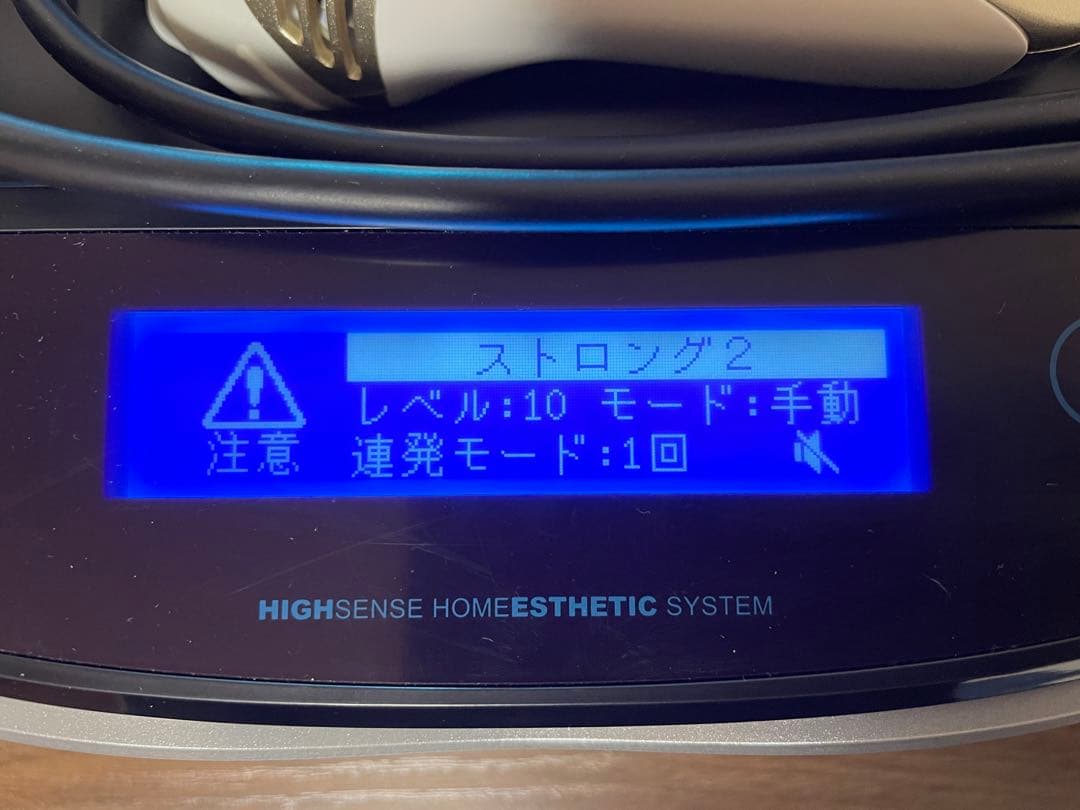 ストロング2
レベル:10 モード:手動
注意 連発モード:1回
HIGHSENSE HOMEESTHETIC SYSTEM